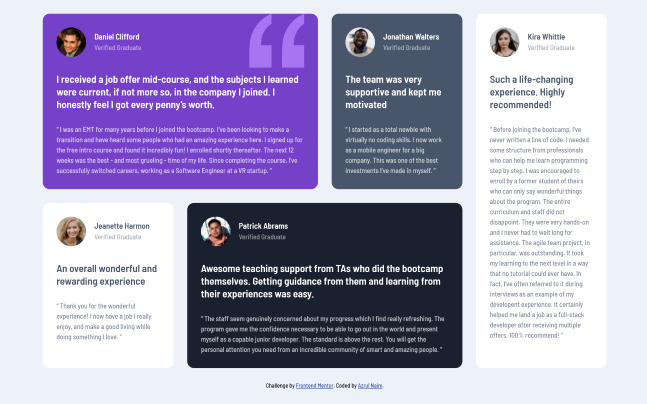 Daniel Clifford
Verified Graduate
I received a job offer mid-course, and the subjects I learned
were current, if not more so, in the company I joined. I
honestly feel I got every penny's worth.
" I was an EMT for many years before I joined the bootcamp. I've been looking to make a
transition and have heard some people who had an amazing experience here. I signed up for
the free intro course and found it incredibly fun! I enrolled shortly thereafter. The next 12
weeks was the best - and most grueling - time of my life. Since completing the course, I've
successfully switched careers, working as a Software Engineer at a VR startup. "
Jonathan Walters
Verified Graduate
The team was very
supportive and kept me
motivated
" I started as a total newbie with
virtually no coding skills. I now work
as a mobile engineer for a big
company. This was one of the best
investments I've made in myself. "
Kira Whittle
Verified Graduate
Such a life-changing
experience. Highly
recommended!
" Before joining the bootcamp, I've
never written a line of code. I needed
some structure from professionals
who can help me learn programming
step by step. I was encouraged to
enroll by a former student of theirs
who can only say wonderful things
about the program. The entire
curriculum and staff did not
disappoint. They were very hands-on
and I never had to wait long for
assistance. The agile team project, in
particular, was outstanding. It took
my learning to the next level in a way
that no tutorial could ever have. In
fact, I've often referred to it during
interviews as an example of my
developent experience. It certainly
helped me land a job as a full-stack
developer after receiving multiple
offers. 100% recommend! "
Jeanette Harmon
Verified Graduate
An overall wonderful and
rewarding experience
" Thank you for the wonderful
experience! I now have a job I really
enjoy, and make a good living while
doing something I love. "
Patrick Abrams
Verified Graduate
Awesome teaching support from TAs who did the bootcamp
themselves. Getting guidance from them and learning from
their experiences was easy.
" The staff seem genuinely concerned about my progress which I find really refreshing. The
program gave me the confidence necessary to be able to go out in the world and present
myself as a capable junior developer. The standard is above the rest. You will get the
personal attention you need from an incredible community of smart and amazing people. "
Challenge by Frontend Mentor. Coded by Azrul Naim.